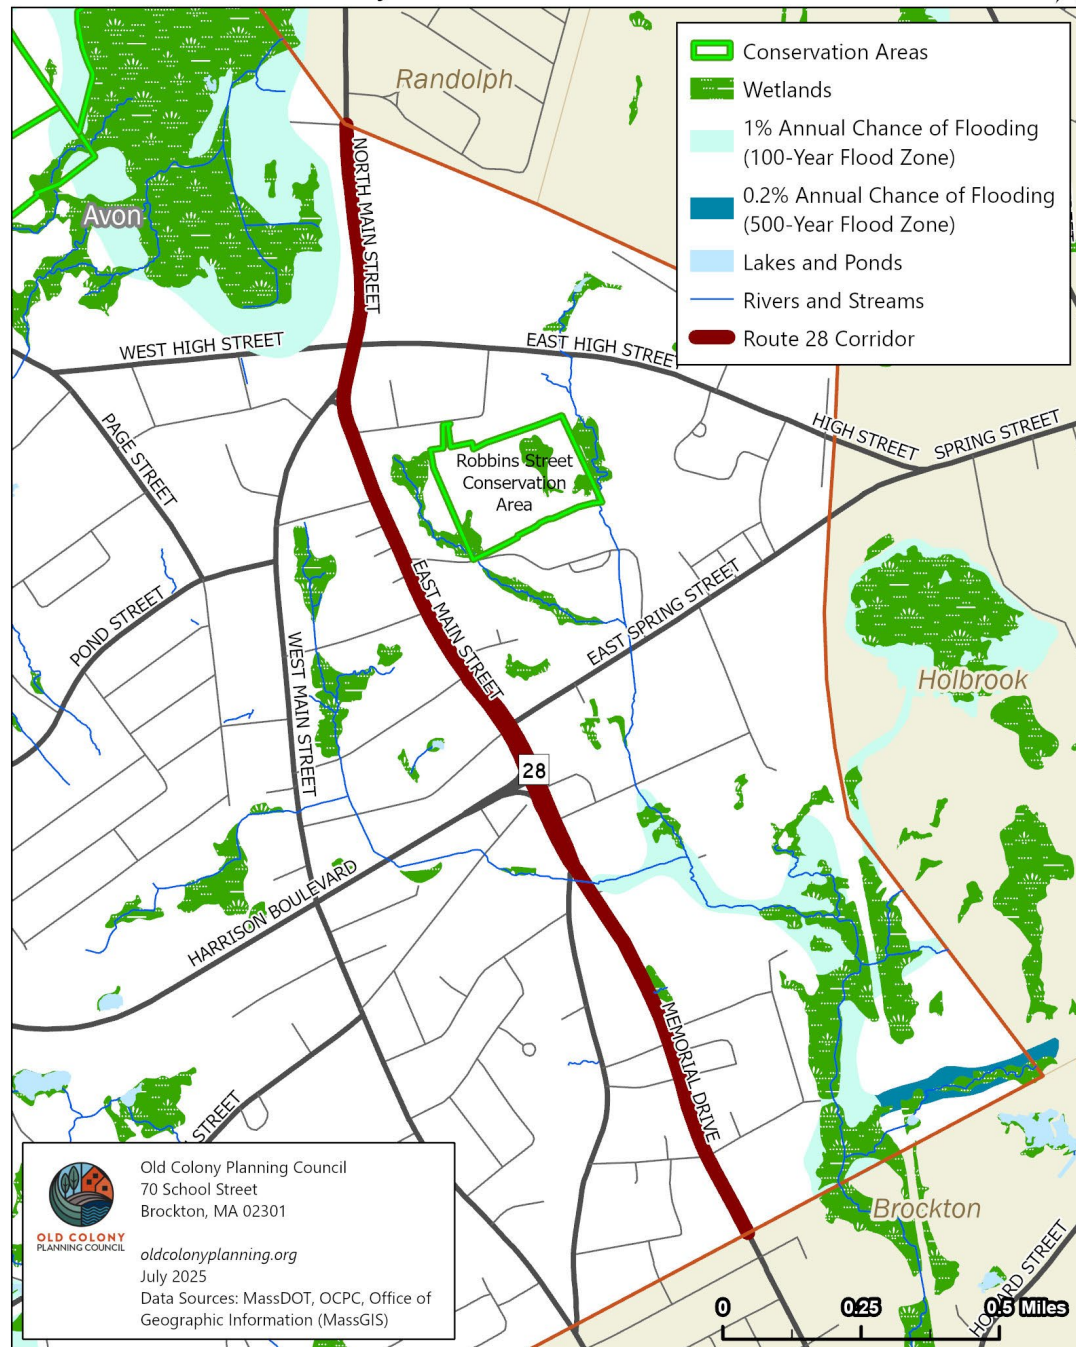 Randolph
Conservation Areas
Wetlands
1% Annual Chance of Flooding
(100-Year Flood Zone)
0.2% Annual Chance of Flooding
(500-Year Flood Zone)
Lakes and Ponds
Rivers and Streams
Route 28 Corridor
Avon
NORTH MAIN STREET
WEST HIGH STREET
EAST HIGH STREET
HIGH STREET
SPRING STREET
PAGE STREET
Robbins Street
Conservation
Area
EAST MAIN STREET
EAST SPRING STREET
POND STREET
WEST MAIN STREET
Holbrook
28
HARRISON BOULEVARD
MEMORIAL DRIVE
STREET
Brockton
STREET
OLD COLONY
PLANNING COUNCIL
Old Colony Planning Council
70 School Street
Brockton, MA 02301
oldcolonyplanning.org
July 2025
Data Sources: MassDOT, OCPC, Office of
Geographic Information (MassGIS)
0 0.25 0.5 Miles